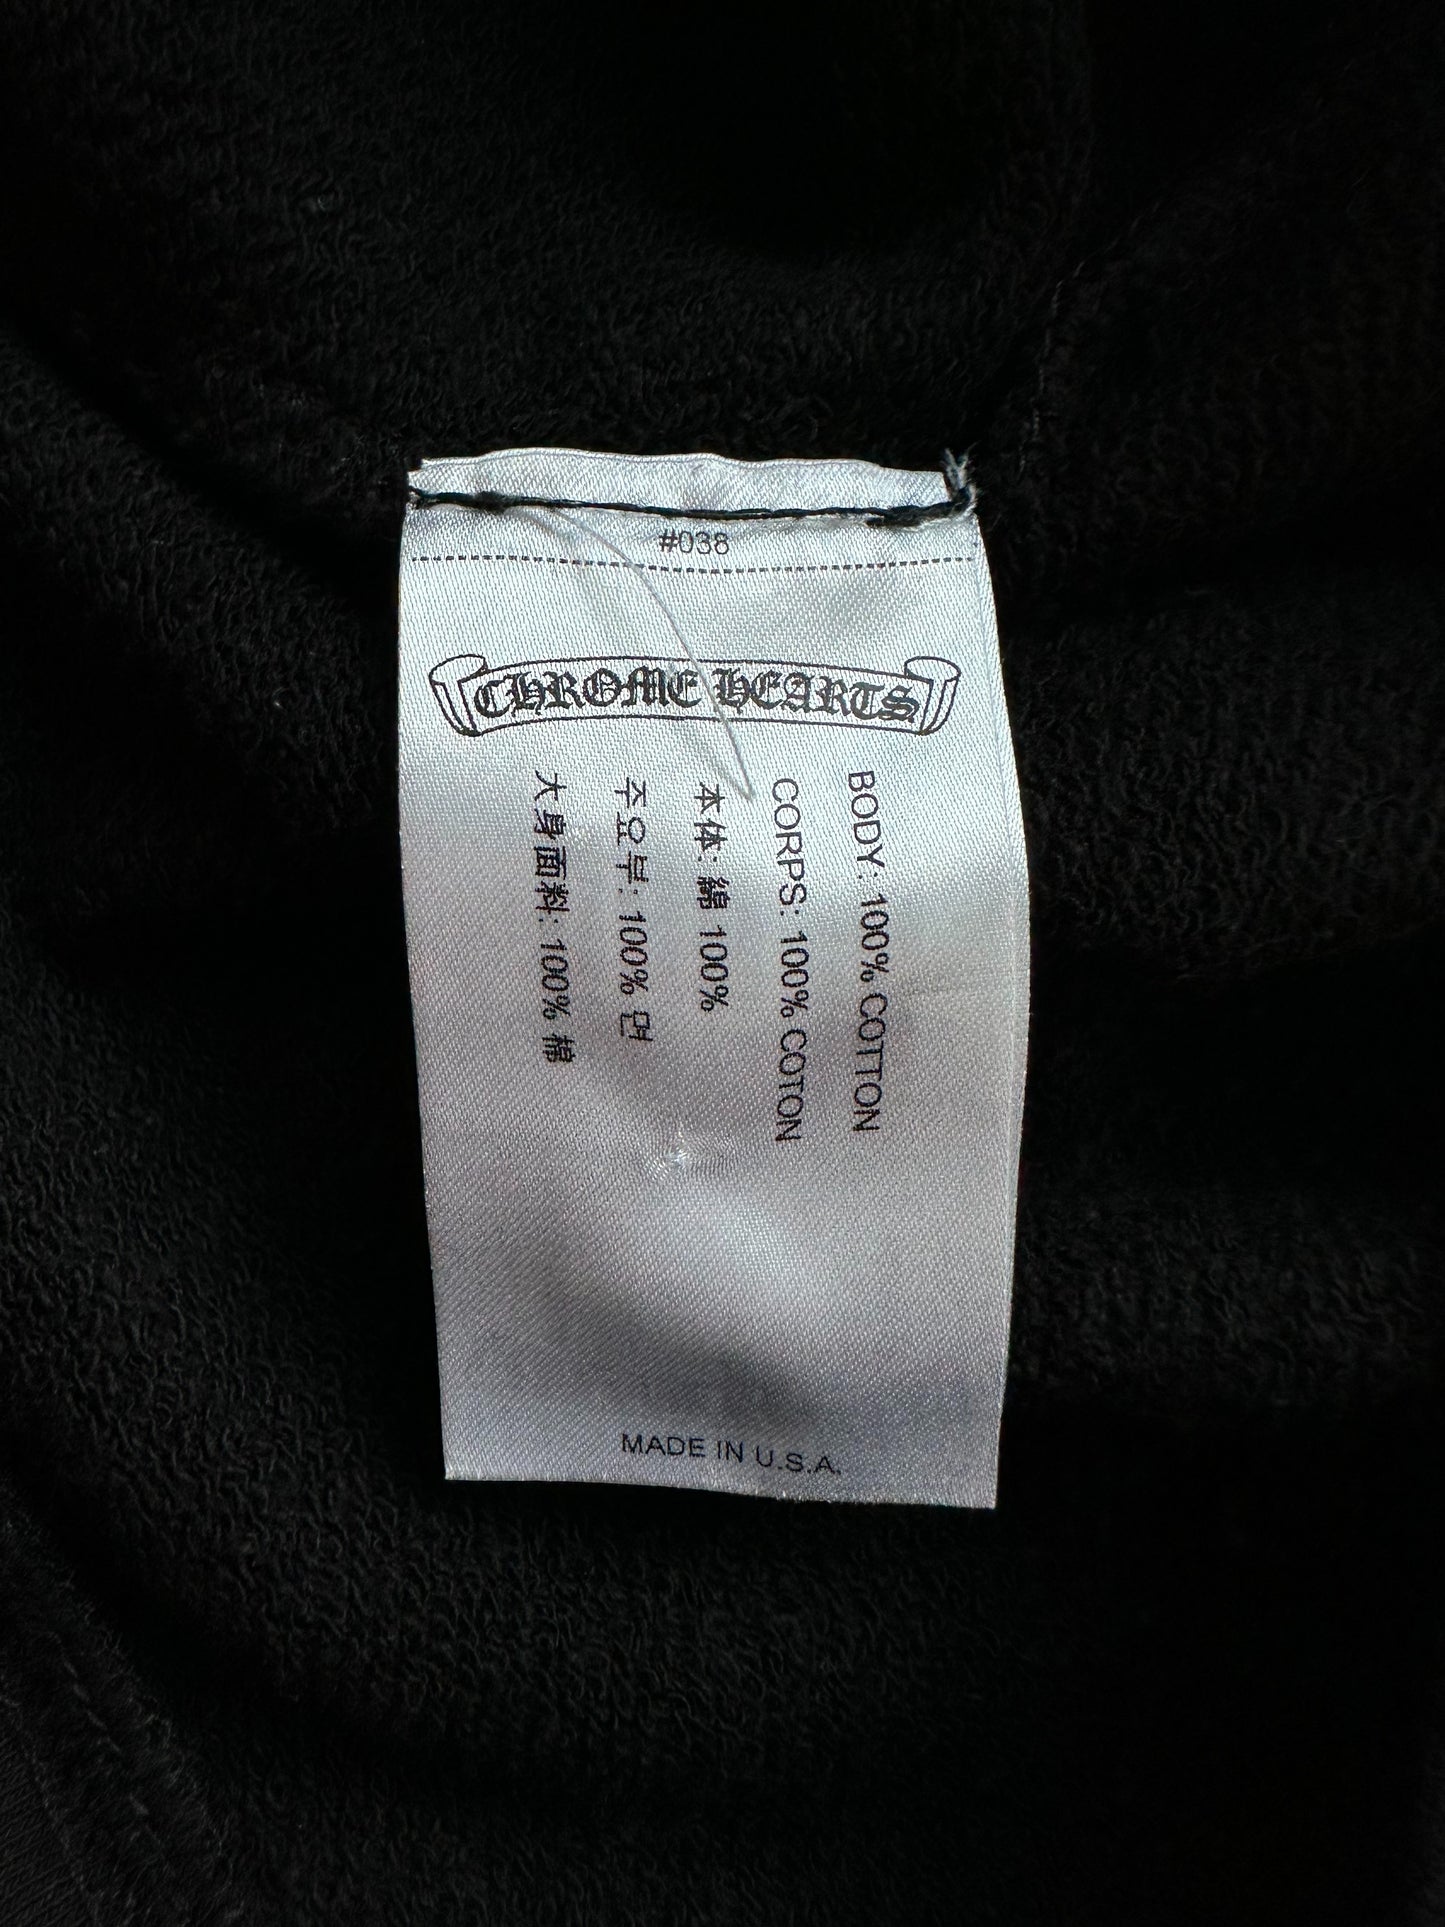 #038
CHROME HEARTS
BODY: 100% COTTON
CORPS: 100% COTON
本体: 綿 100%
주요부: 100% 면
大身面料: 100% 棉
MADE IN U.S.A.